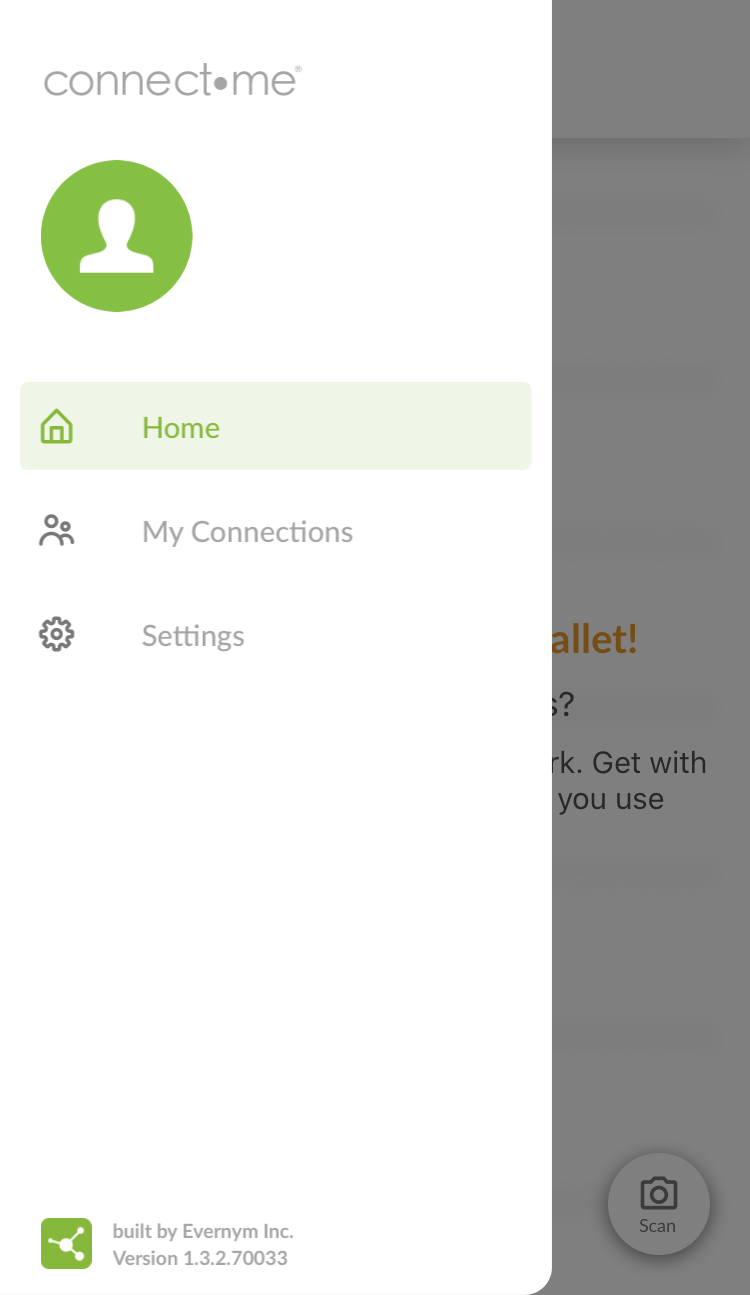 connect•me®
Home
My Connections
Settings
allet!
s?
rk. Get with
you use
Scan
built by Evernym Inc.
Version 1.3.2.70033